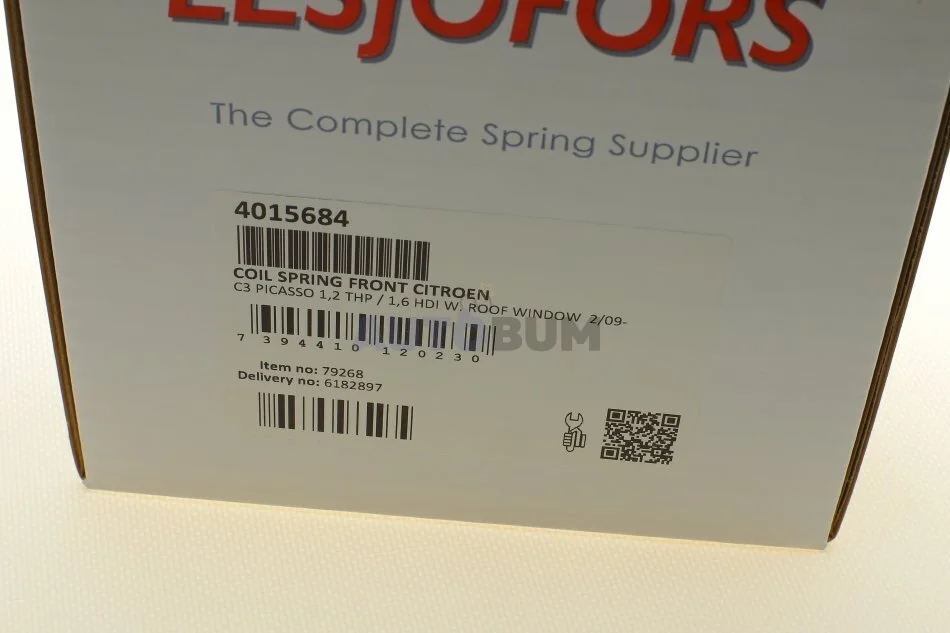 LESJÖFORS
The Complete Spring Supplier
4015684
COIL SPRING FRONT CITROEN
C3 PICASSO 1,2 THP / 1,6 HDI W. ROOF WINDOW 2/09-
BUM
7 394410 120230
Item no: 79268
Delivery no: 6182897